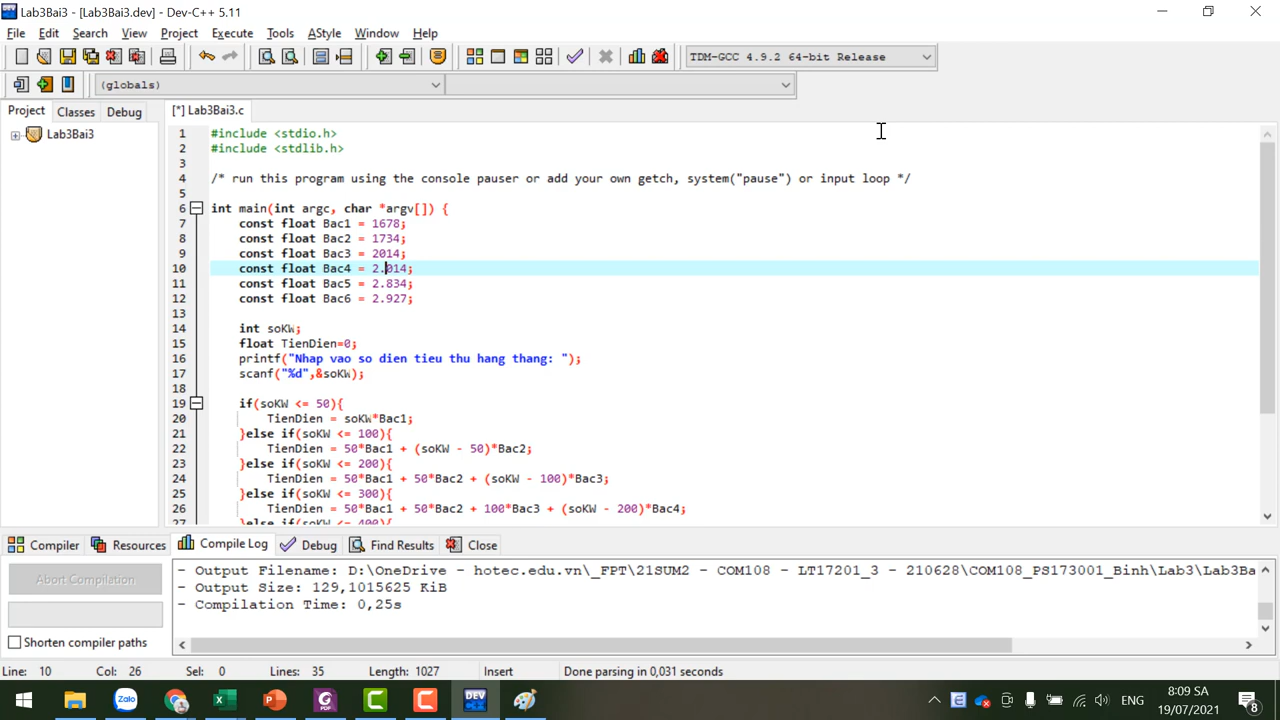 Lab3Bai3 - [Lab3Bai3.dev] - Dev-C++ 5.11
File Edit Search View Project Execute Tools AStyle Window Help
TDM-GCC 4.9.2 64-bit Release
(globals)
Project Classes Debug [*] Lab3Bai3.c
Lab3Bai3
1 #include <stdio.h>
2 #include <stdlib.h>
3
4 /* run this program using the console pauser or add your own getch, system("pause") or input loop */
5
6 int main(int argc, char *argv[]) {
7 const float Bac1 = 1678;
8 const float Bac2 = 1734;
9 const float Bac3 = 2014;
10 const float Bac4 = 2.014;
11 const float Bac5 = 2.834;
12 const float Bac6 = 2.927;
13
14 int soKW;
15 float TienDien=0;
16 printf("Nhap vao so dien tieu thu hang thang: ");
17 scanf("%d",&soKW);
18
19 if(soKW <= 50){
20 TienDien = soKW*Bac1;
21 }else if(soKW <= 100){
22 TienDien = 50*Bac1 + (soKW - 50)*Bac2;
23 }else if(soKW <= 200){
24 TienDien = 50*Bac1 + 50*Bac2 + (soKW - 100)*Bac3;
25 }else if(soKW <= 300){
26 TienDien = 50*Bac1 + 50*Bac2 + 100*Bac3 + (soKW - 200)*Bac4;
27 }else if(soKW <= 400){
Compiler Resources Compile Log Debug Find Results Close
Abort Compilation
Shorten compiler paths
- Output Filename: D:\OneDrive - hotec.edu.vn\_FPT\21SUM2 - COM108 - LT17201_3 - 210628\COM108_PS173001_Binh\Lab3\Lab3Ba
- Output Size: 129,1015625 KiB
- Compilation Time: 0,25s
Line: 10 Col: 26 Sel: 0 Lines: 35 Length: 1027 Insert Done parsing in 0,031 seconds
Zalo
PDF
DEV
ENG
8:09 SA
19/07/2021
8